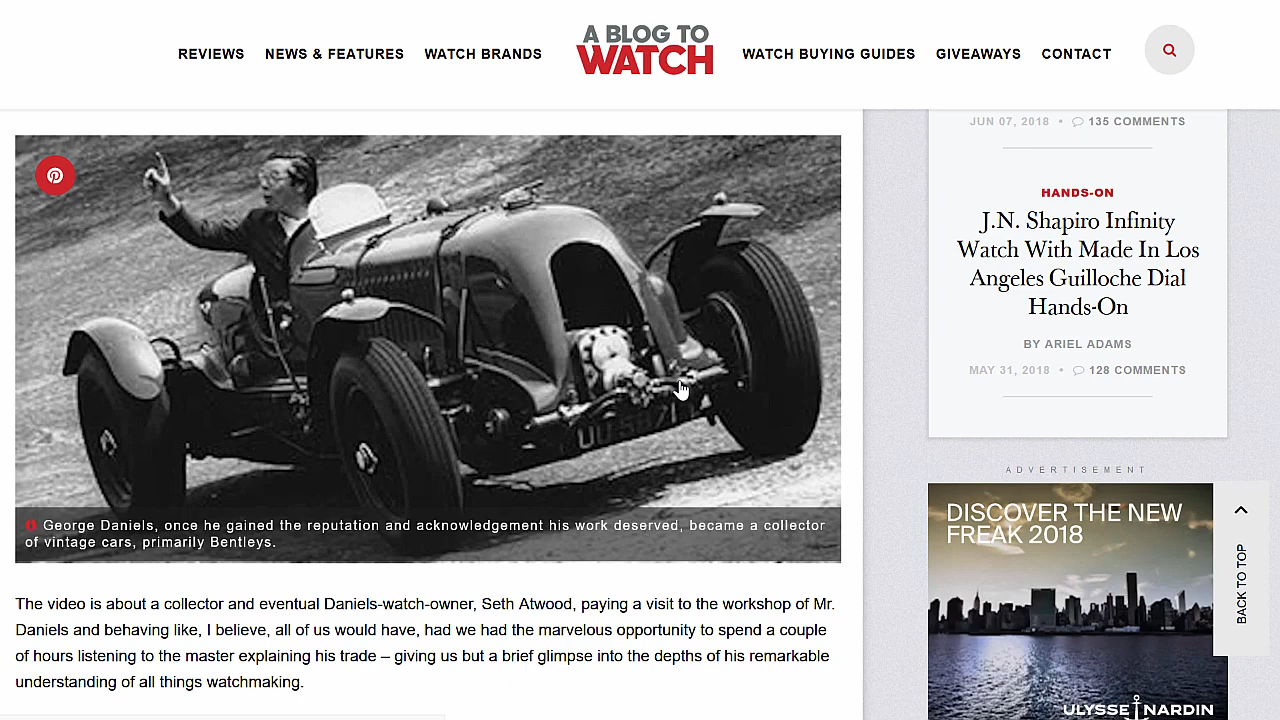 REVIEWS
NEWS & FEATURES
WATCH BRANDS
A BLOG TO
WATCH
WATCH BUYING GUIDES
GIVEAWAYS
CONTACT
George Daniels, once he gained the reputation and acknowledgement his work deserved, became a collector
of vintage cars, primarily Bentleys.
The video is about a collector and eventual Daniels-watch-owner, Seth Atwood, paying a visit to the workshop of Mr.
Daniels and behaving like, I believe, all of us would have, had we had the marvelous opportunity to spend a couple
of hours listening to the master explaining his trade – giving us but a brief glimpse into the depths of his remarkable
understanding of all things watchmaking.
JUN 07, 2018 • 135 COMMENTS
HANDS-ON
J.N. Shapiro Infinity
Watch With Made In Los
Angeles Guilloche Dial
Hands-On
BY ARIEL ADAMS
MAY 31, 2018 • 128 COMMENTS
ADVERTISEMENT
DISCOVER THE NEW
FREAK 2018
ULYSSE NARDIN
BACK TO TOP